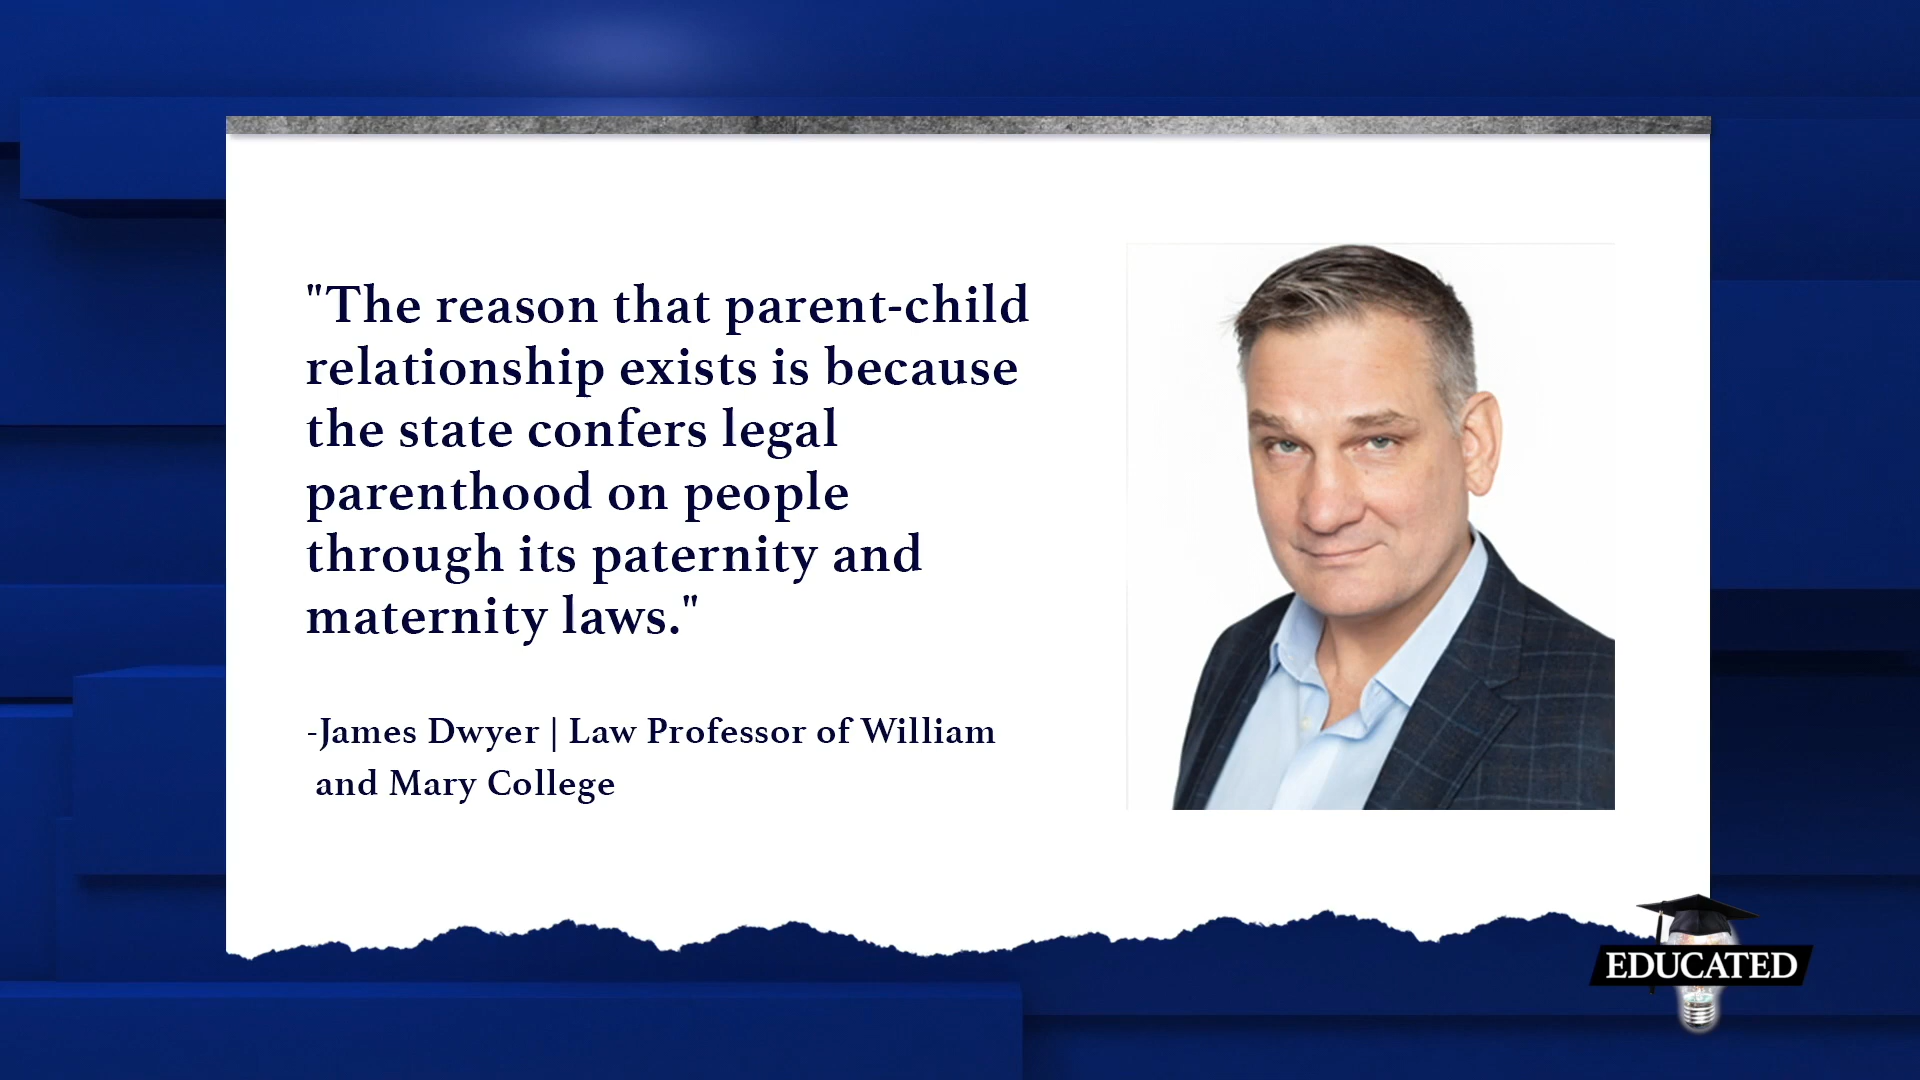 "The reason that parent-child
relationship exists is because
the state confers legal
parenthood on people
through its paternity and
maternity laws."
-James Dwyer | Law Professor of William
and Mary College
EDUCATED